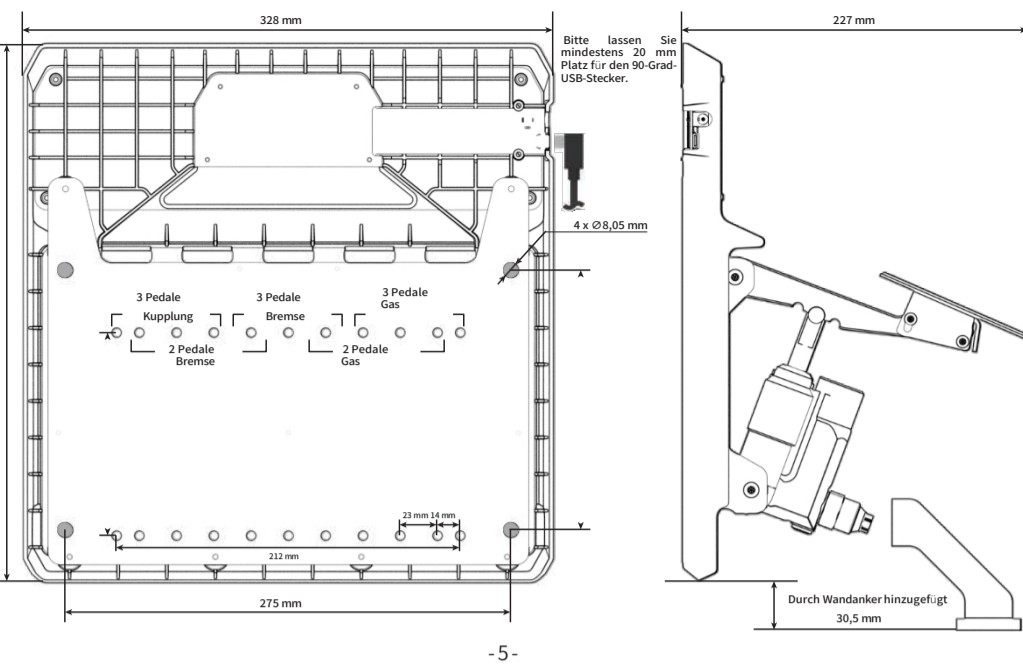 328 mm
227 mm
Bitte lassen Sie
mindestens 20 mm
Platz für den 90-Grad-
USB-Stecker.
4 x ∅8,05 mm
3 Pedale
Kupplung
3 Pedale
Bremse
3 Pedale
Gas
2 Pedale
Bremse
2 Pedale
Gas
23 mm 14 mm
212 mm
275 mm
Durch Wandanker hinzugefügt
30,5 mm
-5-